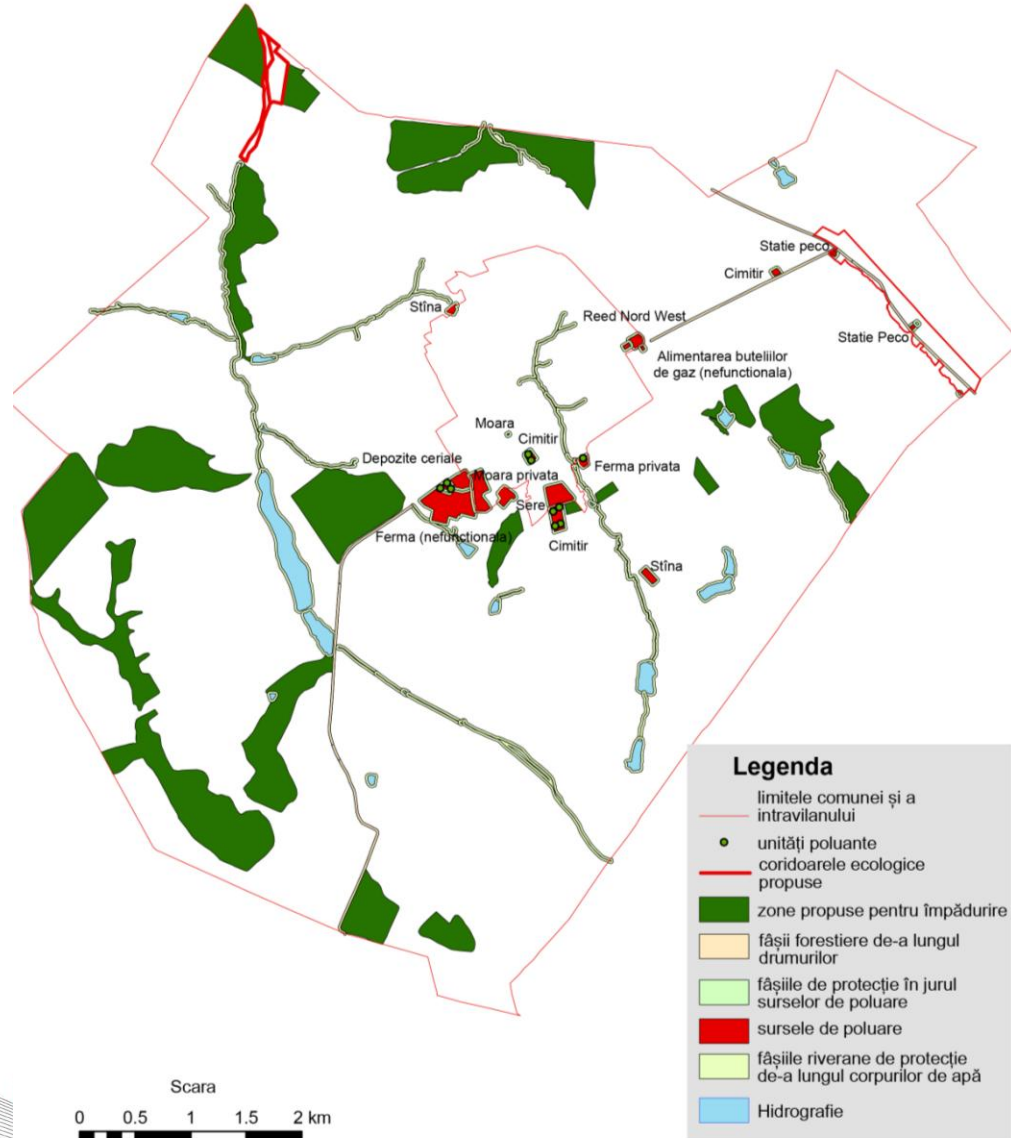 Statie peco
Cimitir
Stîna
Reed Nord West
Statie Peco
Alimentarea buteliilor
de gaz (nefunctionala)
Moara
Cimitir
Depozite ceriale
Ferma privata
Moara privata
Sere
Ferma (nefunctionala)
Cimitir
Stîna
Legenda
limitele comunei și a
intravilanului
unități poluante
coridoarele ecologice
propuse
zone propuse pentru împădurire
fâșii forestiere de-a lungul
drumurilor
fâșiile de protecție în jurul
surselor de poluare
sursele de poluare
fâșiile riverane de protecție
de-a lungul corpurilor de apă
Hidrografie
Scara
0 0.5 1 1.5 2 km